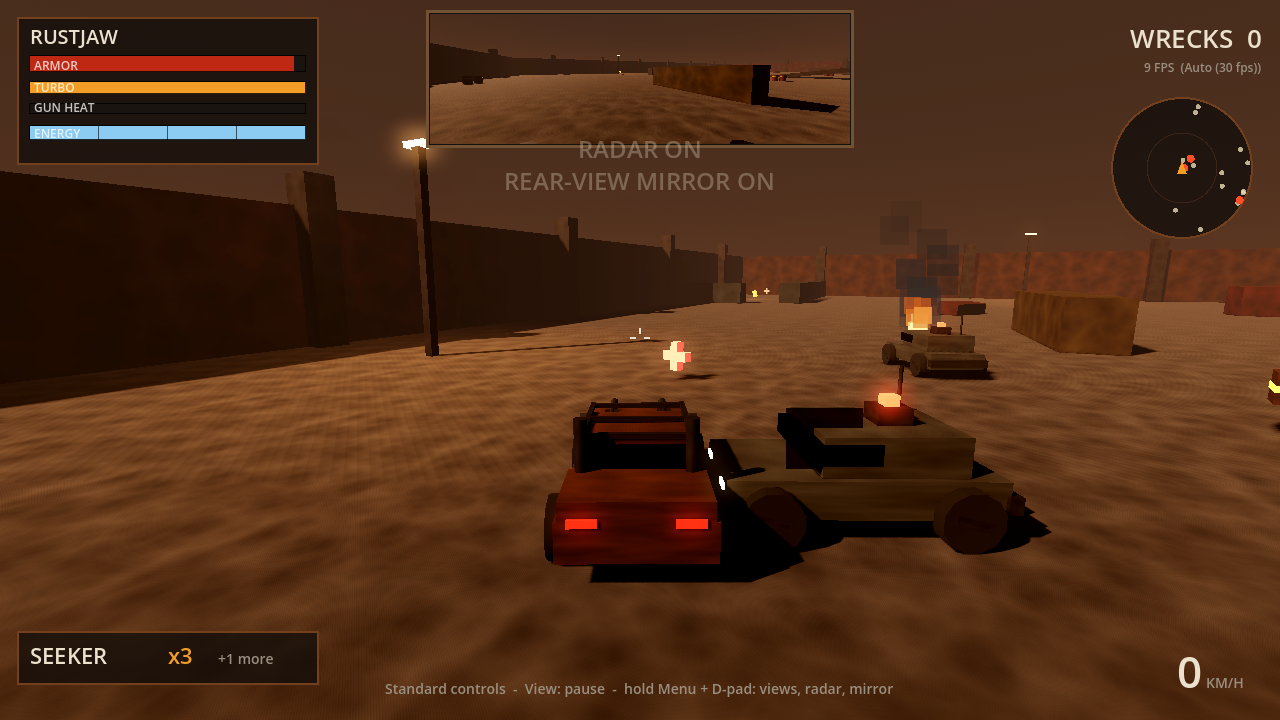 RUSTJAW
ARMOR
TURBO
GUN HEAT
ENERGY
RADAR ON
REAR-VIEW MIRROR ON
WRECKS 0
9 FPS (Auto (30 fps))
SEEKER x3 +1 more
Standard controls - View: pause - hold Menu + D-pad: views, radar, mirror
0 KM/H